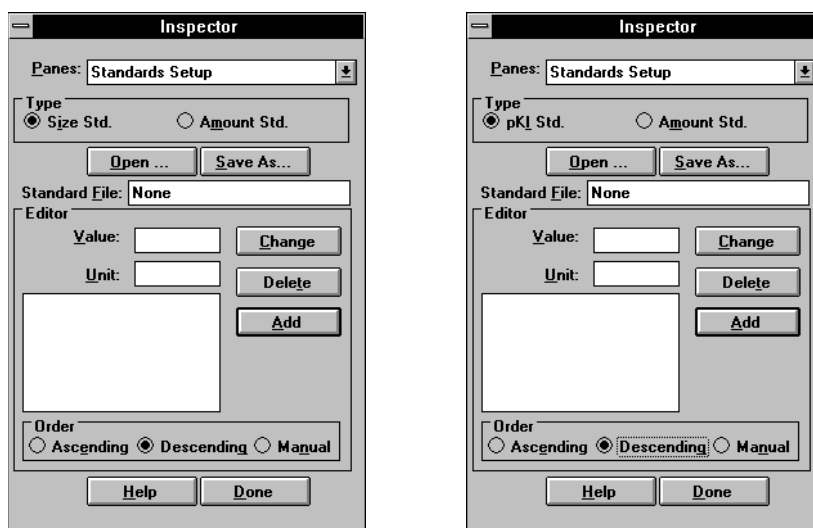 Inspector
Panes: Standards Setup
Type
Size Std. Amount Std.
Open ... Save As...
Standard File: None
Editor
Value: Change
Unit: Delete
Add
Order
Ascending Descending Manual
Help Done
Inspector
Panes: Standards Setup
Type
pKI Std. Amount Std.
Open ... Save As...
Standard File: None
Editor
Value: Change
Unit: Delete
Add
Order
Ascending Descending Manual
Help Done